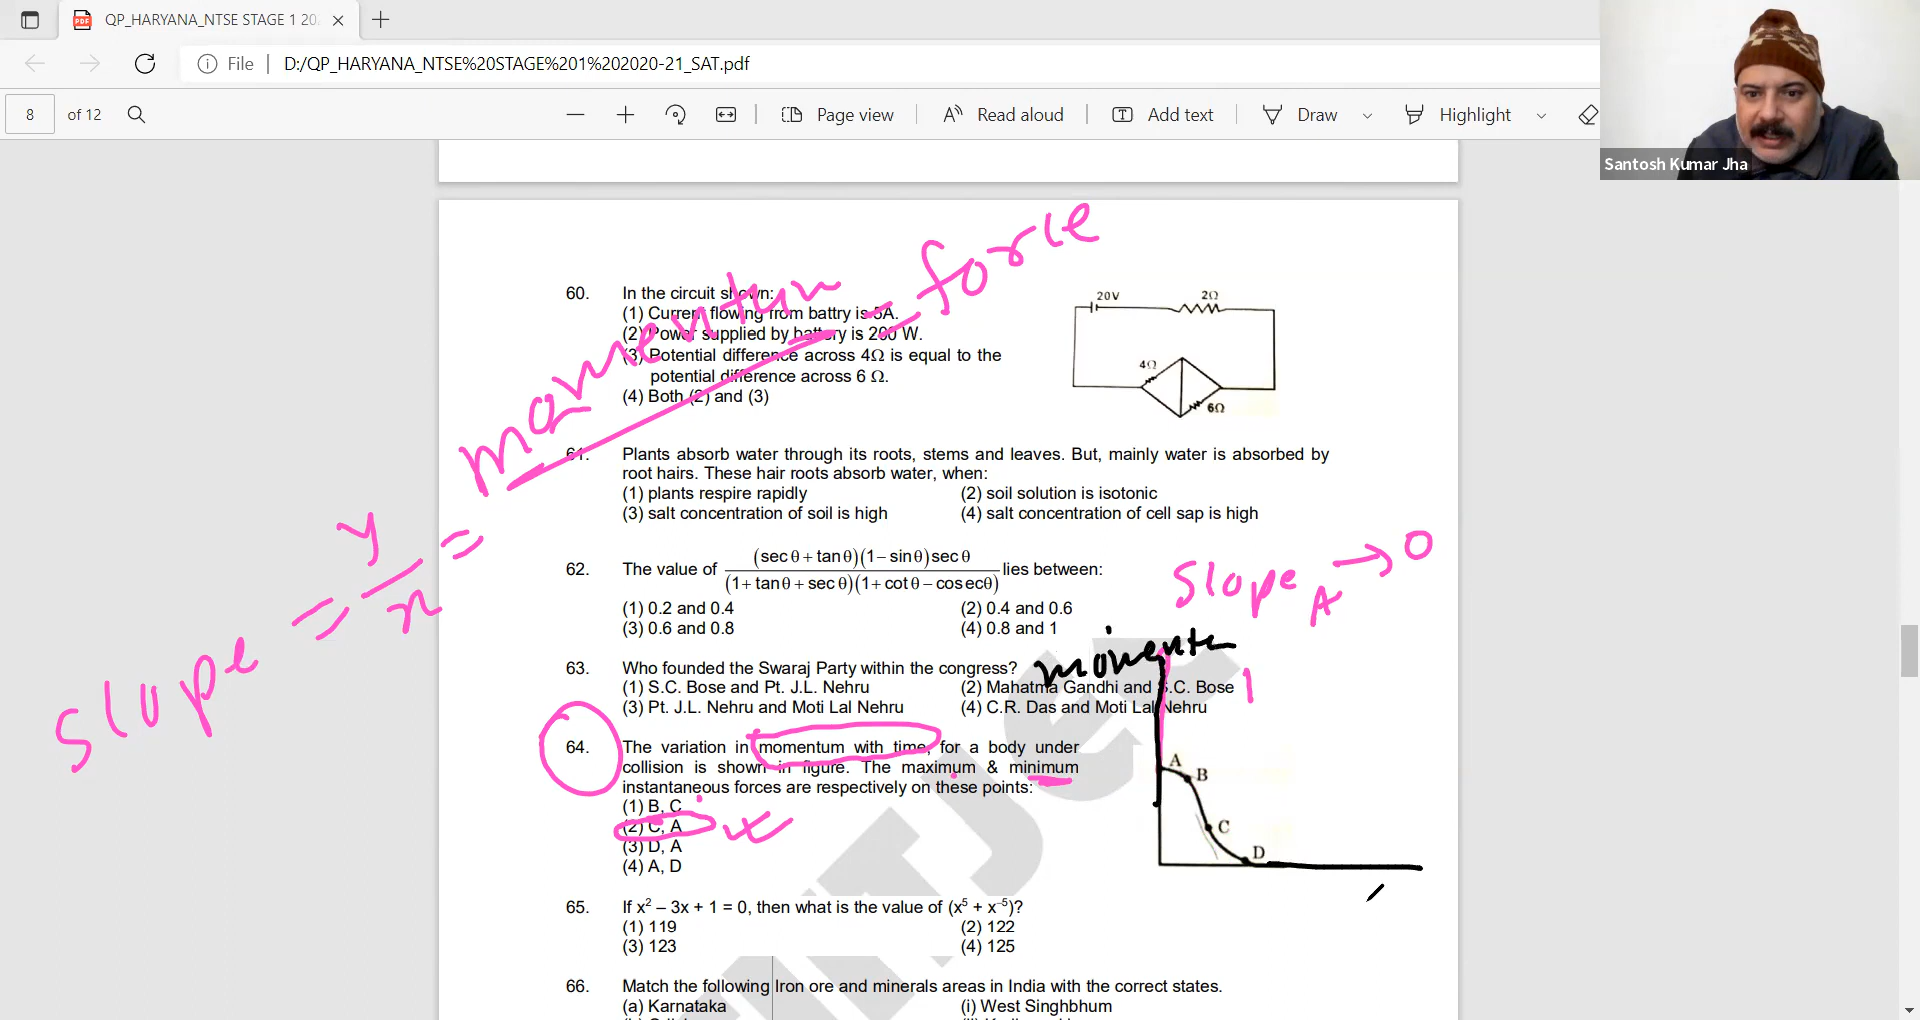 QP_HARYANA_NTSE STAGE 1 20
File | D:/QP_HARYANA_NTSE%20STAGE%201%202020-21_SAT.pdf
8 of 12 Page view Read aloud Add text Draw Highlight
Santosh Kumar Jha
force
momentum
60. In the circuit shown:
(1) Current flowing from battry is 5A.
(2) Power supplied by battery is 200 W.
(3) Potential difference across 4Ω is equal to the
potential difference across 6 Ω.
(4) Both (2) and (3)
20V 2Ω
4Ω
6Ω
61. Plants absorb water through its roots, stems and leaves. But, mainly water is absorbed by
root hairs. These hair roots absorb water, when:
(1) plants respire rapidly (2) soil solution is isotonic
(3) salt concentration of soil is high (4) salt concentration of cell sap is high
slope = y/x =
62. The value of (sec θ + tan θ)(1 − sin θ) sec θ / (1 + tan θ + sec θ)(1 + cot θ − cosec θ) lies between:
(1) 0.2 and 0.4 (2) 0.4 and 0.6
(3) 0.6 and 0.8 (4) 0.8 and 1
slope A → 0
63. Who founded the Swaraj Party within the congress?
(1) S.C. Bose and Pt. J.L. Nehru (2) Mahatma Gandhi and S.C. Bose
(3) Pt. J.L. Nehru and Moti Lal Nehru (4) C.R. Das and Moti Lal Nehru
64. The variation in momentum with time, for a body under
collision is shown in figure. The maximum & minimum
instantaneous forces are respectively on these points:
(1) B, C
(2) C, A
(3) D, A
(4) A, D
A
B
C
D
65. If x² – 3x + 1 = 0, then what is the value of (x⁵ + x⁻⁵)?
(1) 119 (2) 122
(3) 123 (4) 125
66. Match the following Iron ore and minerals areas in India with the correct states.
(a) Karnataka (i) West Singhbhum